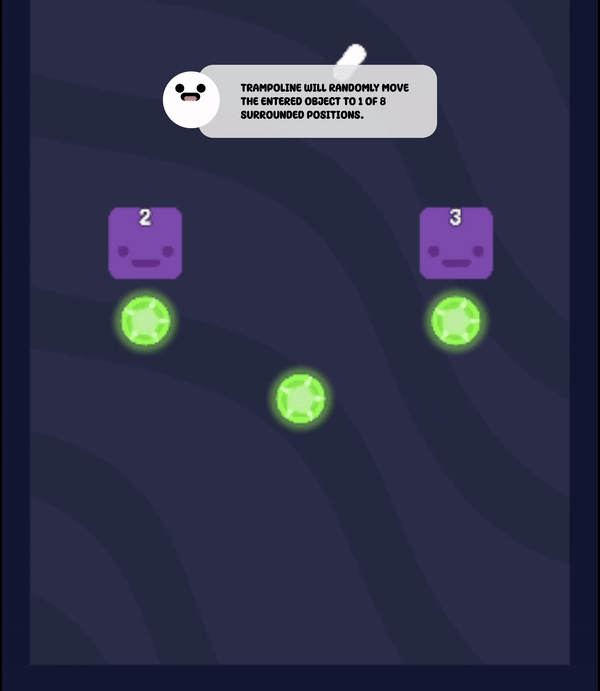 TRAMPOLINE WILL RANDOMLY MOVE
THE ENTERED OBJECT TO 1 OF 8
SURROUNDED POSITIONS.
2 3